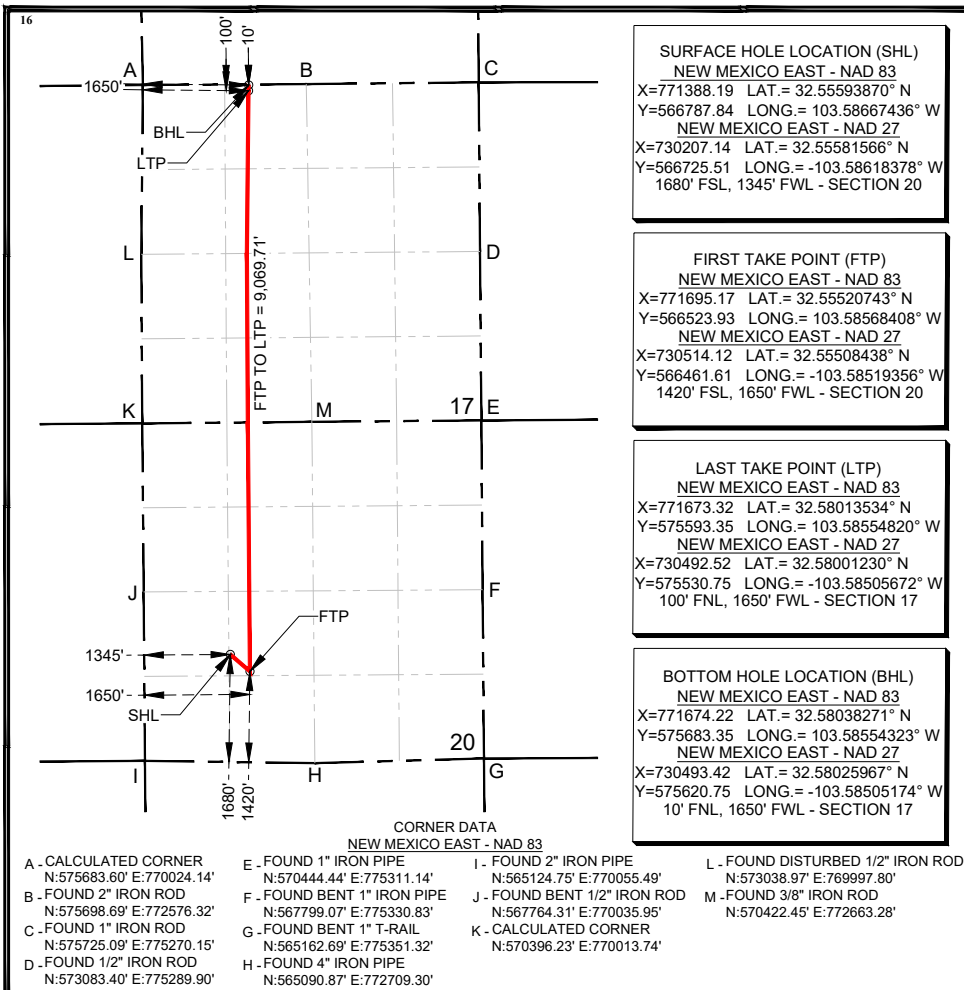 16
100'
10'
A
B
C
1650'
BHL
LTP
L
D
FTP TO LTP = 9,069.71'
K
M
17
E
J
F
FTP
1345'
1650'
SHL
20
I
H
G
1680'
1420'
SURFACE HOLE LOCATION (SHL)
NEW MEXICO EAST - NAD 83
X=771388.19 LAT.= 32.55593870° N
Y=566787.84 LONG.= 103.58667436° W
NEW MEXICO EAST - NAD 27
X=730207.14 LAT.= 32.55581566° N
Y=566725.51 LONG.= -103.58618378° W
1680' FSL, 1345' FWL - SECTION 20
FIRST TAKE POINT (FTP)
NEW MEXICO EAST - NAD 83
X=771695.17 LAT.= 32.55520743° N
Y=566523.93 LONG.= 103.58568408° W
NEW MEXICO EAST - NAD 27
X=730514.12 LAT.= 32.55508438° N
Y=566461.61 LONG.= -103.58519356° W
1420' FSL, 1650' FWL - SECTION 20
LAST TAKE POINT (LTP)
NEW MEXICO EAST - NAD 83
X=771673.32 LAT.= 32.58013534° N
Y=575593.35 LONG.= 103.58554820° W
NEW MEXICO EAST - NAD 27
X=730492.52 LAT.= 32.58001230° N
Y=575530.75 LONG.= -103.58505672° W
100' FNL, 1650' FWL - SECTION 17
BOTTOM HOLE LOCATION (BHL)
NEW MEXICO EAST - NAD 83
X=771674.22 LAT.= 32.58038271° N
Y=575683.35 LONG.= 103.58554323° W
NEW MEXICO EAST - NAD 27
X=730493.42 LAT.= 32.58025967° N
Y=575620.75 LONG.= -103.58505174° W
10' FNL, 1650' FWL - SECTION 17
CORNER DATA
NEW MEXICO EAST - NAD 83
A - CALCULATED CORNER
N:575683.60' E:770024.14'
B - FOUND 2" IRON ROD
N:575698.69' E:772576.32'
C - FOUND 1" IRON ROD
N:575725.09' E:775270.15'
D - FOUND 1/2" IRON ROD
N:573083.40' E:775289.90'
E - FOUND 1" IRON PIPE
N:570444.44' E:775311.14'
F - FOUND BENT 1" IRON PIPE
N:567799.07' E:775330.83'
G - FOUND BENT 1" T-RAIL
N:565162.69' E:775351.32'
H - FOUND 4" IRON PIPE
N:565090.87' E:772709.30'
I - FOUND 2" IRON PIPE
N:565124.75' E:770055.49'
J - FOUND BENT 1/2" IRON ROD
N:567764.31' E:770035.95'
K - CALCULATED CORNER
N:570396.23' E:770013.74'
L - FOUND DISTURBED 1/2" IRON ROD
N:573038.97' E:769997.80'
M - FOUND 3/8" IRON ROD
N:570422.45' E:772663.28'